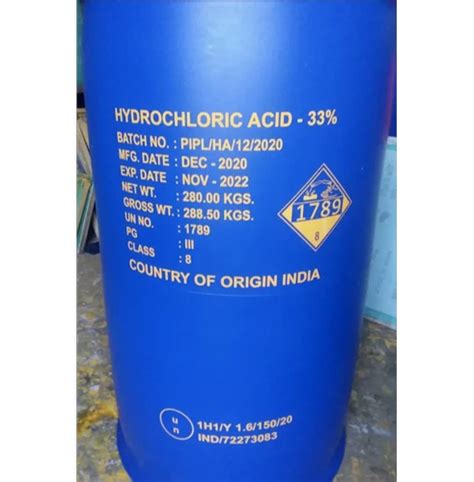 HYDROCHLORIC ACID - 33%
BATCH NO. : PIPL/HA/12/2020
MFG. DATE : DEC - 2020
EXP. DATE : NOV - 2022
NET WT. : 280.00 KGS.
GROSS WT. : 288.50 KGS.
UN NO. : 1789
PG : III
CLASS : 8
1789
8
COUNTRY OF ORIGIN INDIA
u
n
1H1/Y 1.6/150/20
IND/72273083